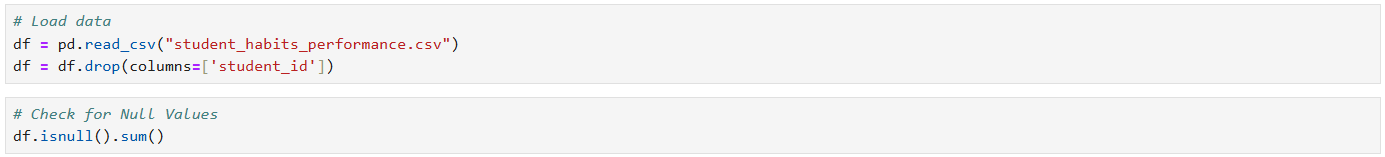 # Load data
df = pd.read_csv("student_habits_performance.csv")
df = df.drop(columns=['student_id'])
# Check for Null Values
df.isnull().sum()